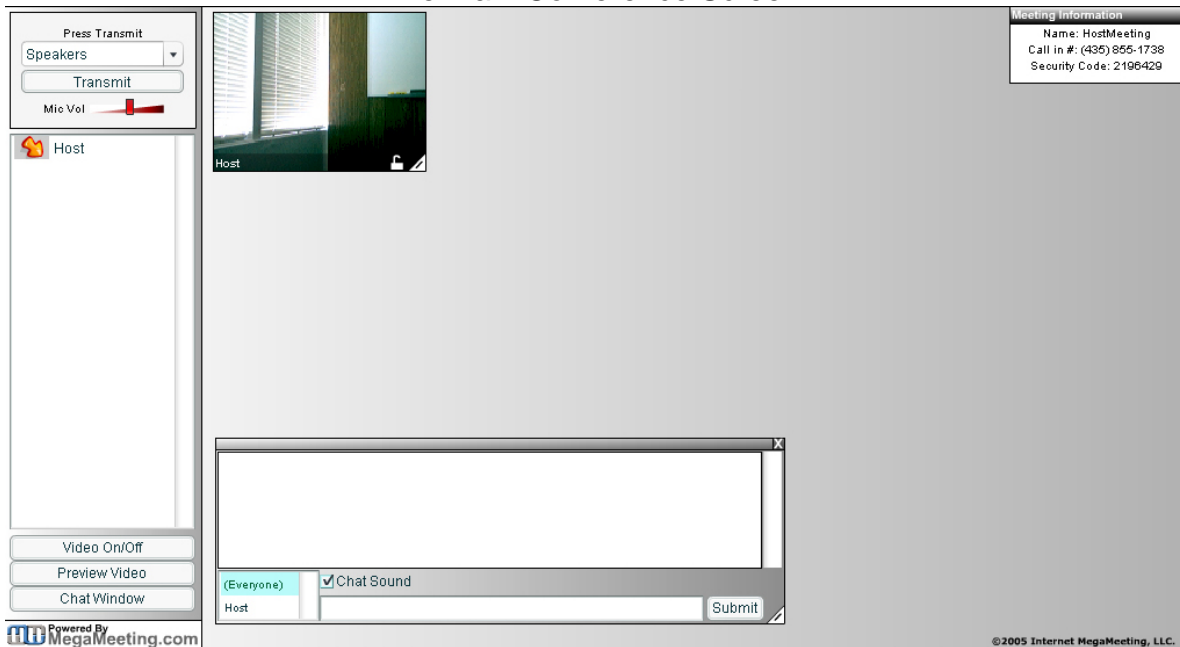 Press Transmit
Speakers
Transmit
Mic Vol
Host
Video On/Off
Preview Video
Chat Window
Powered By
MegaMeeting.com
Host
(Everyone)
Host
Chat Sound
Submit
X
Meeting Information
Name: HostMeeting
Call in #: (435) 855-1738
Security Code: 2196429
©2005 Internet MegaMeeting, LLC.